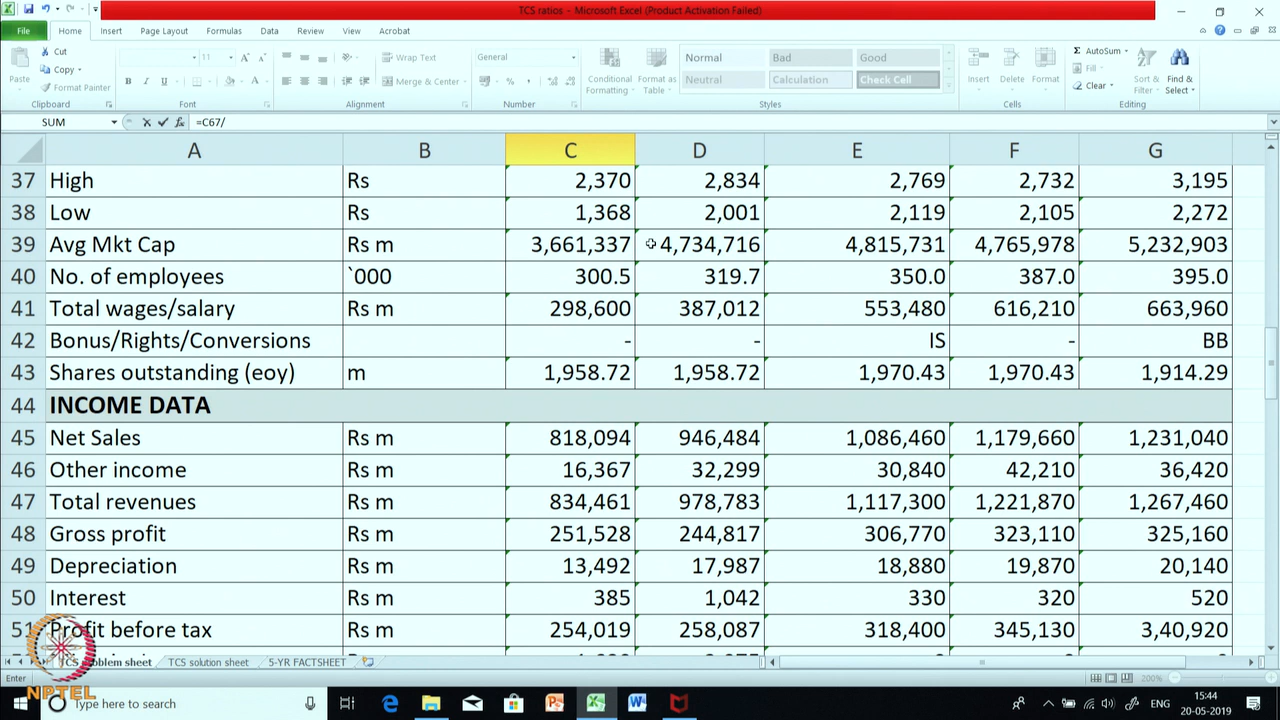 TCS ratios - Microsoft Excel (Product Activation Failed)
File Home Insert Page Layout Formulas Data Review View Acrobat
Cut
Copy
Format Painter
Paste
Clipboard
11
Font
Wrap Text
Merge & Center
Alignment
General
Number
Conditional Formatting
Format as Table
Normal Bad Good
Neutral Calculation Check Cell
Styles
Insert Delete Format
Cells
AutoSum
Fill
Clear
Sort & Filter
Find & Select
Editing
SUM =C67/
A B C D E F G
37 High Rs 2,370 2,834 2,769 2,732 3,195
38 Low Rs 1,368 2,001 2,119 2,105 2,272
39 Avg Mkt Cap Rs m 3,661,337 4,734,716 4,815,731 4,765,978 5,232,903
40 No. of employees `000 300.5 319.7 350.0 387.0 395.0
41 Total wages/salary Rs m 298,600 387,012 553,480 616,210 663,960
42 Bonus/Rights/Conversions - - IS - BB
43 Shares outstanding (eoy) m 1,958.72 1,958.72 1,970.43 1,970.43 1,914.29
44 INCOME DATA
45 Net Sales Rs m 818,094 946,484 1,086,460 1,179,660 1,231,040
46 Other income Rs m 16,367 32,299 30,840 42,210 36,420
47 Total revenues Rs m 834,461 978,783 1,117,300 1,221,870 1,267,460
48 Gross profit Rs m 251,528 244,817 306,770 323,110 325,160
49 Depreciation Rs m 13,492 17,987 18,880 19,870 20,140
50 Interest Rs m 385 1,042 330 320 520
51 Profit before tax Rs m 254,019 258,087 318,400 345,130 3,40,920
TCS problem sheet TCS solution sheet 5-YR FACTSHEET
Enter 200%
NPTEL
Type here to search
ENG
15:44
20-05-2019